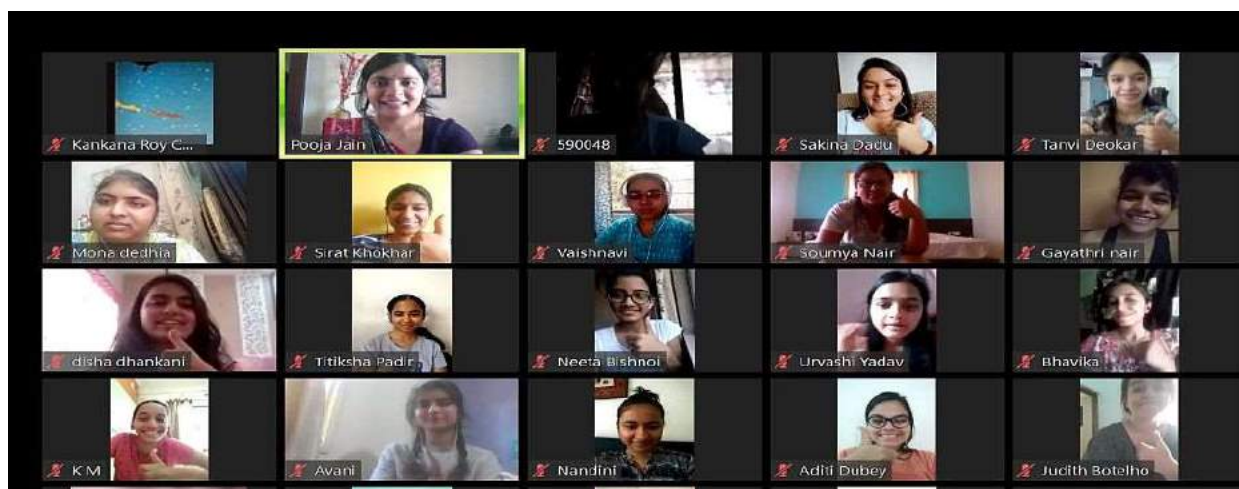 Kankana Roy C...
Pooja Jain
590048
Sakina Dadu
Tanvi Deokar
Mona dedhia
Sirat Khokhar
Vaishnavi
Soumya Nair
Gayathri nair
disha dhankani
Titiksha Padir
Neeta Bishnoi
Urvashi Yadav
Bhavika
K M
Avani
Nandini
Aditi Dubey
Judith Botelho